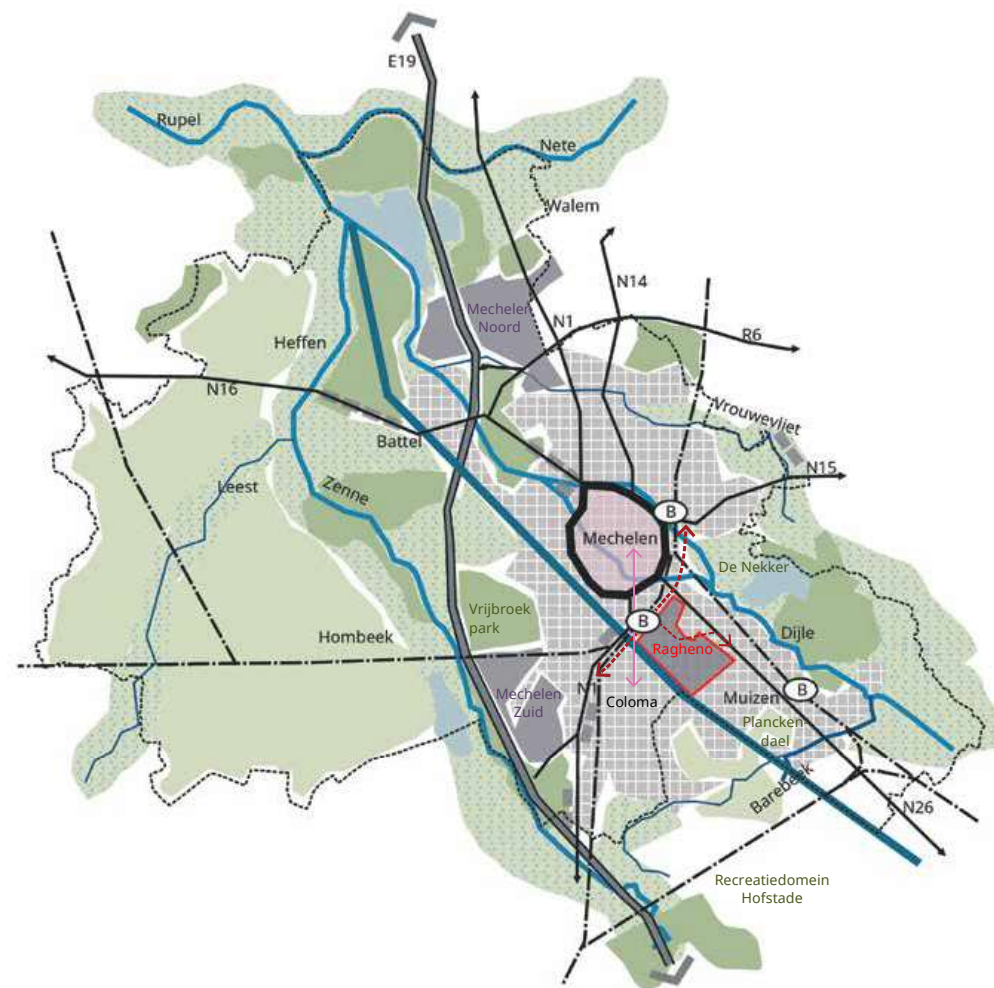 E19
Rupel
Nete
Walem
N14
Mechelen
Noord
N1
R6
Heffen
N16
Vrouwevliet
Battel
N15
Leest
Zenne
B
Mechelen
De Nekker
Vrijbroek
park
B
Dijle
Hombeek
Ragheno
Mechelen
Zuid
N1
Coloma
Muizen
B
Plancken-
dael
Barebeek
N26
Recreatiedomein
Hofstade